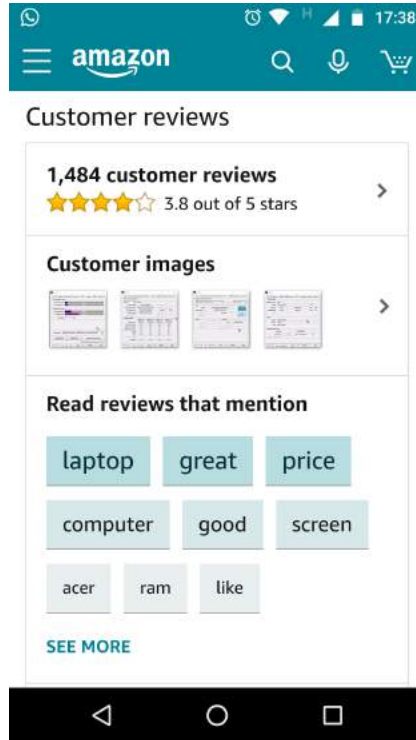 H 17:38
amazon
Customer reviews
1,484 customer reviews
3.8 out of 5 stars
Customer images
Read reviews that mention
laptop great price
computer good screen
acer ram like
SEE MORE